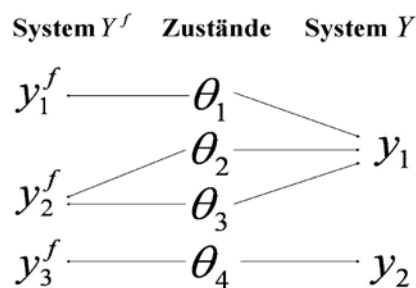 System Y^f Zustände System Y
y_1^f θ_1
θ_2 y_1
y_2^f θ_3
y_3^f θ_4 y_2